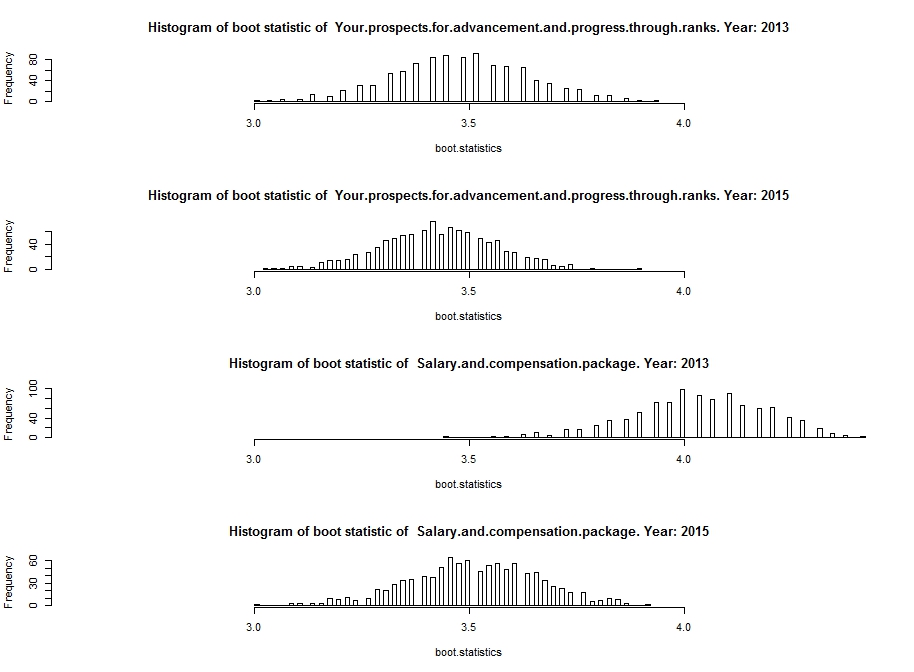 Histogram of boot statistic of  Your.prospects.for.advancement.and.progress.through.ranks. Year: 2013
Frequency
0 40 80
3.0 3.5 4.0
boot.statistics
Histogram of boot statistic of  Your.prospects.for.advancement.and.progress.through.ranks. Year: 2015
Frequency
0 40
3.0 3.5 4.0
boot.statistics
Histogram of boot statistic of  Salary.and.compensation.package. Year: 2013
Frequency
0 40 100
3.0 3.5 4.0
boot.statistics
Histogram of boot statistic of  Salary.and.compensation.package. Year: 2015
Frequency
0 30 60
3.0 3.5 4.0
boot.statistics